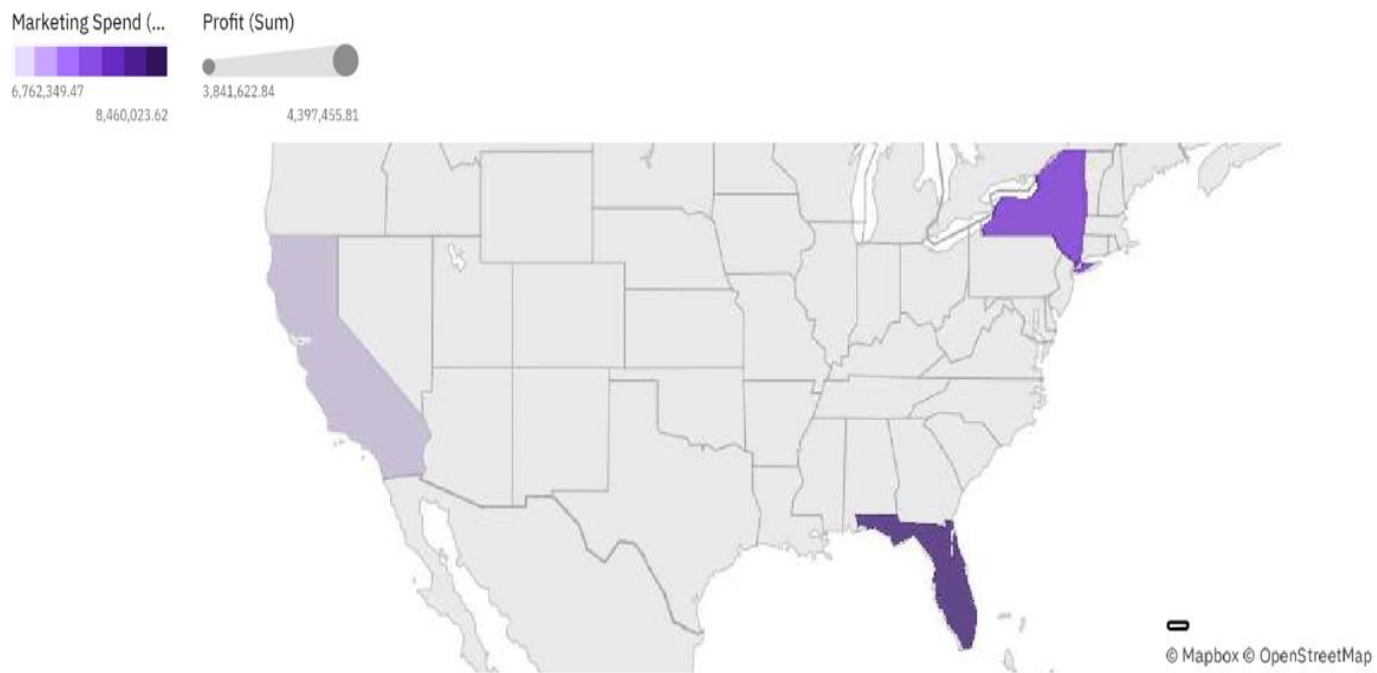 Marketing Spend (...
Profit (Sum)
6,762,349.47
8,460,023.62
3,841,622.84
4,397,455.81
© Mapbox © OpenStreetMap